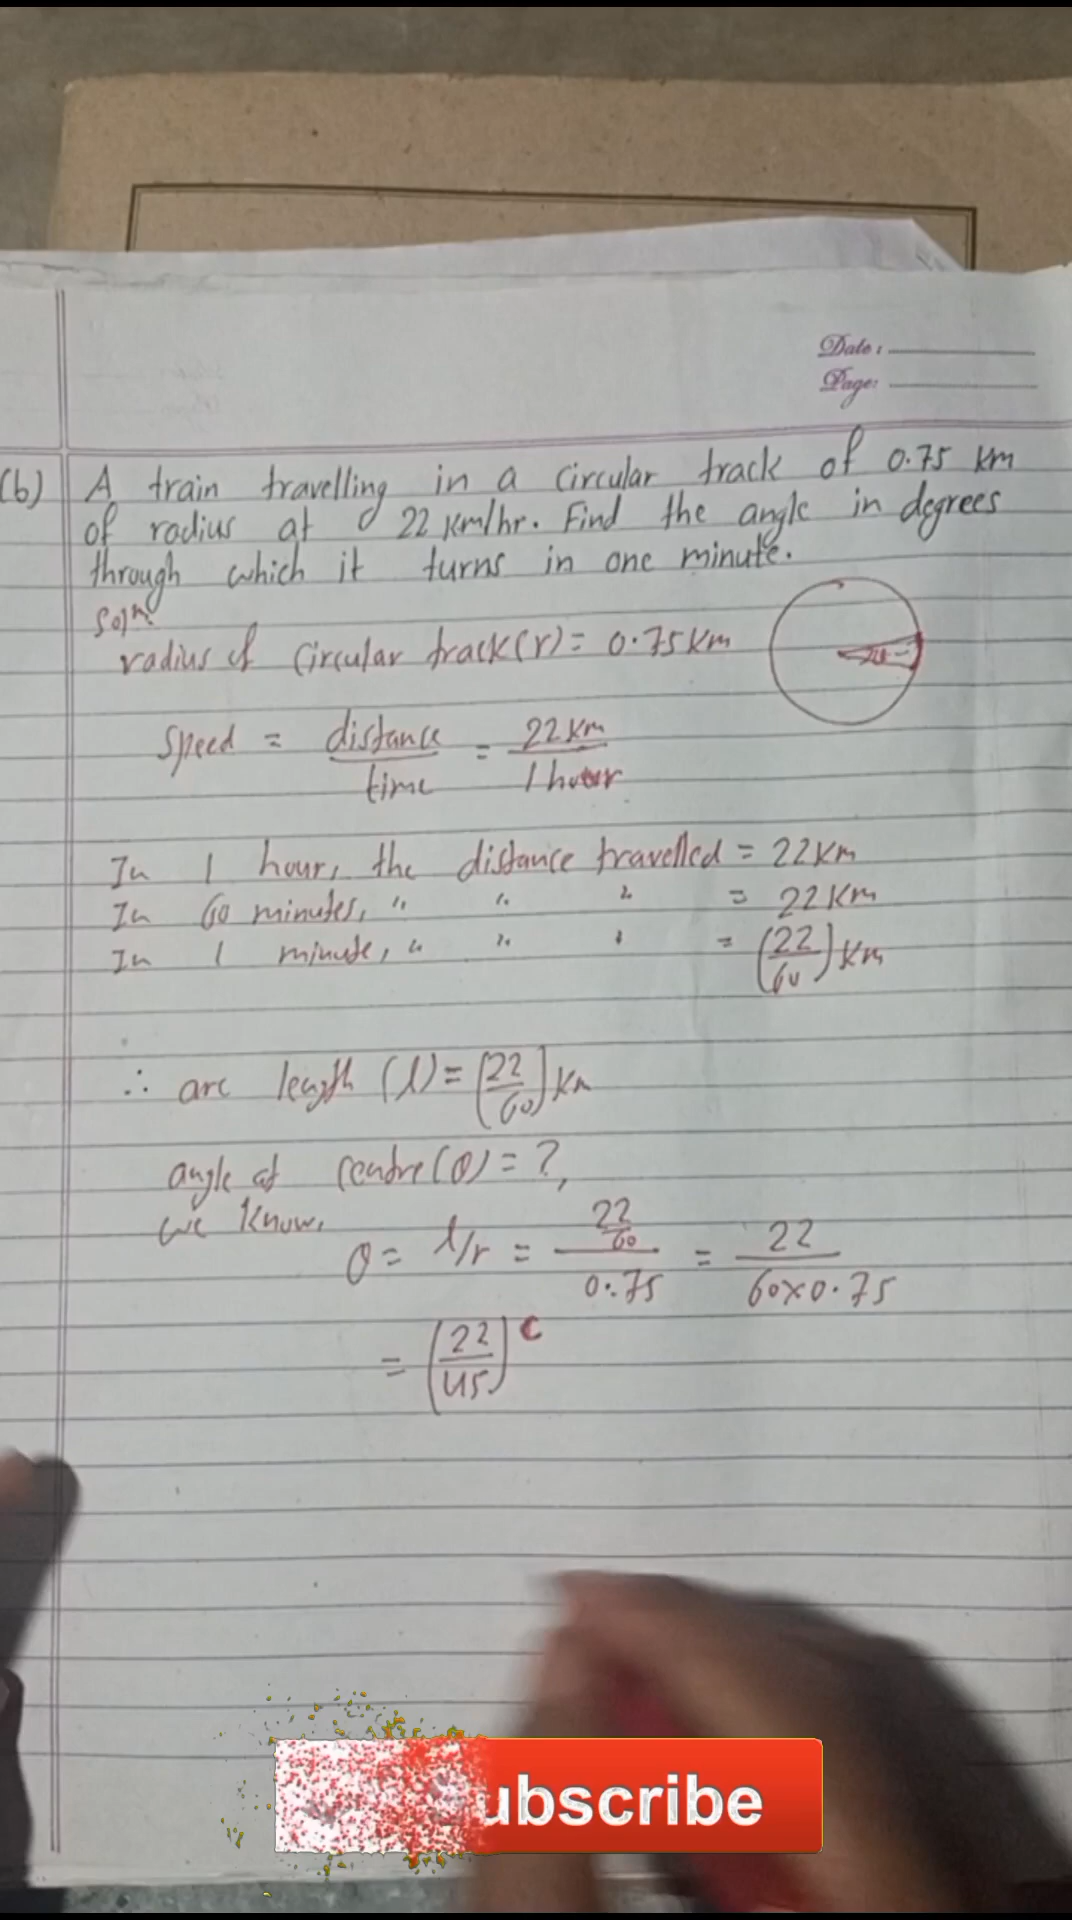 Date:
Page:
(b) A train travelling in a circular track of 0.75 km
of radius at 22 Km/hr. Find the angle in degrees
through which it turns in one minute.
Soln
radius of Circular track(r) = 0.75 Km
Speed = distance/time = 22 Km/1 hour
In 1 hour, the distance travelled = 22 Km
In 60 minutes, " " " = 22 Km
In 1 minute, " " " = (22/60) Km
∴ arc length (l) = (22/60) Km
angle at centre (θ) = ?,
we know,
θ = l/r = 22/60/0.75 = 22/60×0.75
= (22/45)ᶜ
ubscribe